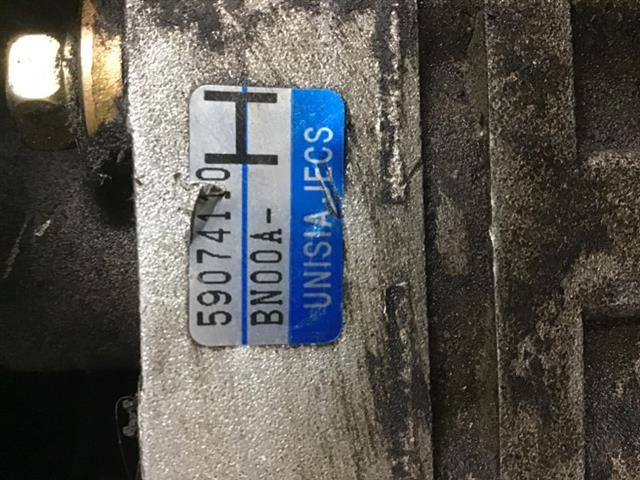 59074110
BN00A-
H
UNISIA JECS